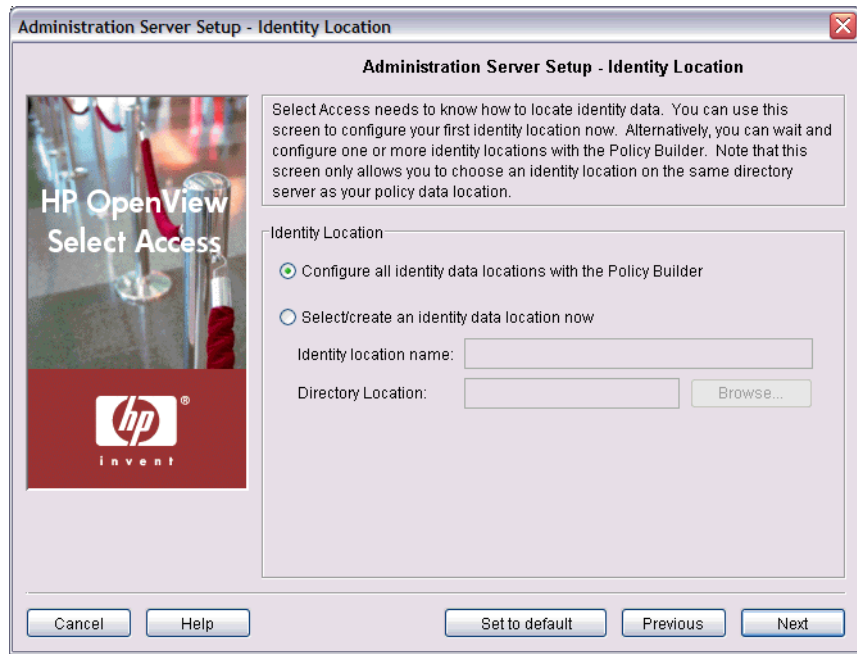 Administration Server Setup - Identity Location
Administration Server Setup - Identity Location
Select Access needs to know how to locate identity data. You can use this
screen to configure your first identity location now. Alternatively, you can wait and
configure one or more identity locations with the Policy Builder. Note that this
screen only allows you to choose an identity location on the same directory
server as your policy data location.
HP OpenView
Select Access
hp®
invent
Identity Location
Configure all identity data locations with the Policy Builder
Select/create an identity data location now
Identity location name:
Directory Location:
Browse...
Cancel
Help
Set to default
Previous
Next